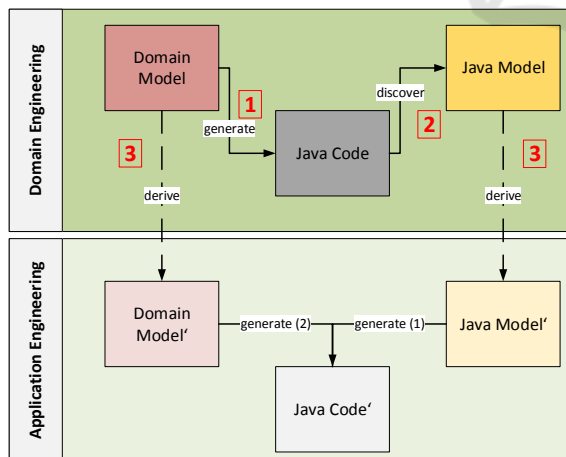 Domain Engineering
Domain
Model
Java Model
1
discover
generate
2
Java Code
3
3
derive
derive
Application Engineering
Domain
Model‘
generate (2)
generate (1)
Java Model‘
Java Code‘